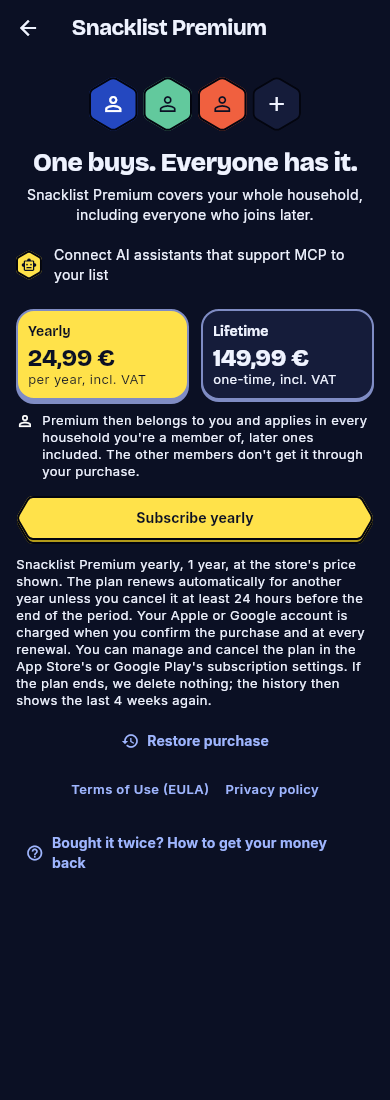 Snacklist Premium
One buys. Everyone has it.
Snacklist Premium covers your whole household,
including everyone who joins later.
Connect AI assistants that support MCP to
your list
Yearly
24,99 €
per year, incl. VAT
Lifetime
149,99 €
one-time, incl. VAT
Premium then belongs to you and applies in every
household you're a member of, later ones
included. The other members don't get it through
your purchase.
Subscribe yearly
Snacklist Premium yearly, 1 year, at the store's price
shown. The plan renews automatically for another
year unless you cancel it at least 24 hours before the
end of the period. Your Apple or Google account is
charged when you confirm the purchase and at every
renewal. You can manage and cancel the plan in the
App Store's or Google Play's subscription settings. If
the plan ends, we delete nothing; the history then
shows the last 4 weeks again.
Restore purchase
Terms of Use (EULA) Privacy policy
Bought it twice? How to get your money
back